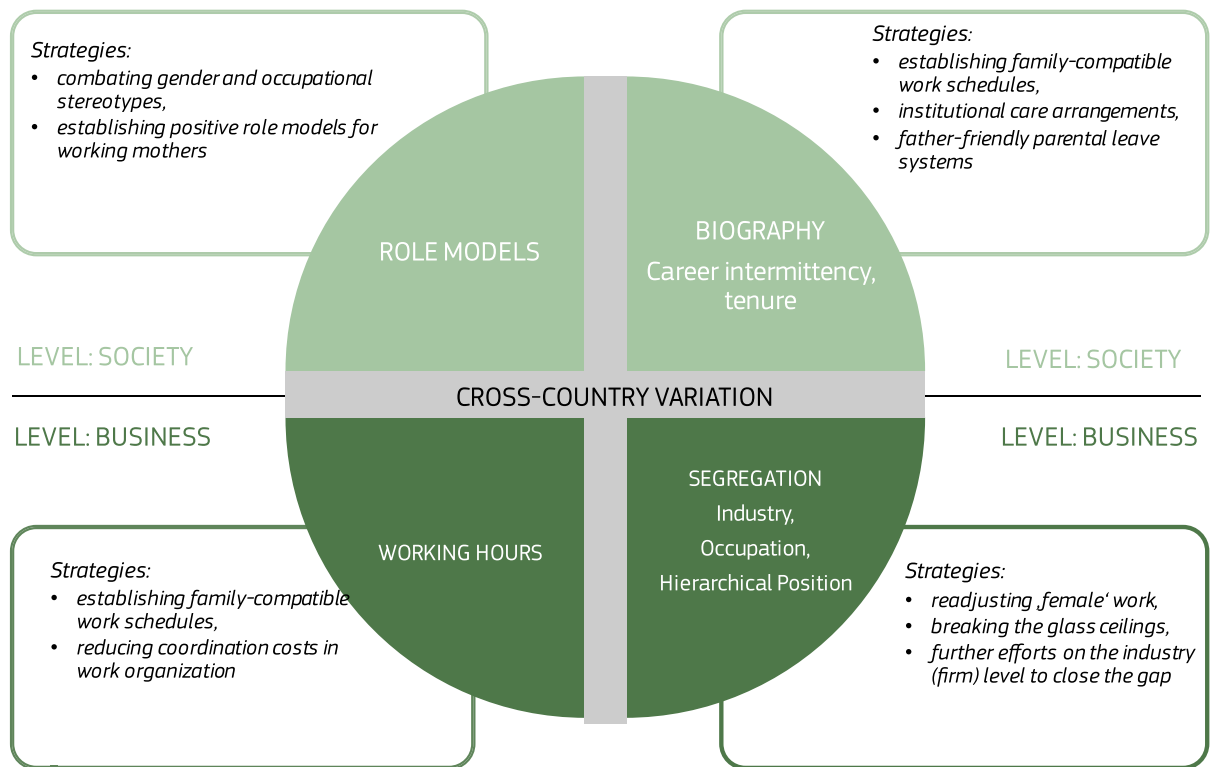 Strategies:
• combating gender and occupational
stereotypes,
• establishing positive role models for
working mothers
Strategies:
• establishing family-compatible
work schedules,
• institutional care arrangements,
• father-friendly parental leave
systems
ROLE MODELS
BIOGRAPHY
Career intermittency,
tenure
LEVEL: SOCIETY
LEVEL: SOCIETY
CROSS-COUNTRY VARIATION
LEVEL: BUSINESS
LEVEL: BUSINESS
WORKING HOURS
SEGREGATION
Industry,
Occupation,
Hierarchical Position
Strategies:
• establishing family-compatible
work schedules,
• reducing coordination costs in
work organization
Strategies:
• readjusting ‚female‘ work,
• breaking the glass ceilings,
• further efforts on the industry
(firm) level to close the gap